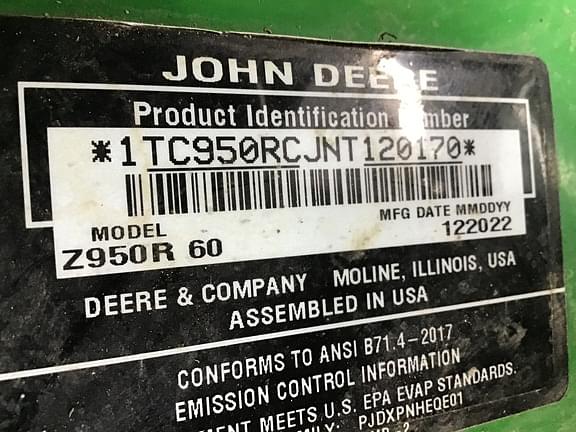 JOHN DEERE
Product Identification Number
*1TC950RCJNT120170*
MODEL
MFG DATE MMDDYY
Z950R 60
122022
DEERE & COMPANY MOLINE, ILLINOIS, USA
ASSEMBLED IN USA
CONFORMS TO ANSI B71.4-2017
EMISSION CONTROL INFORMATION
MEETS U.S. EPA EVAP STANDARDS.
PJDXPNHEQE01